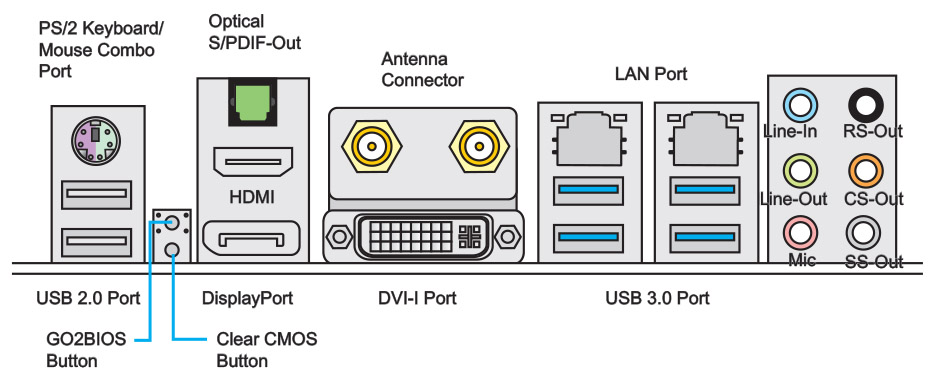 PS/2 Keyboard/
Mouse Combo
Port
Optical
S/PDIF-Out
Antenna
Connector
LAN Port
Line-In
RS-Out
Line-Out
CS-Out
Mic
SS-Out
HDMI
USB 2.0 Port
DisplayPort
DVI-I Port
USB 3.0 Port
GO2BIOS
Button
Clear CMOS
Button